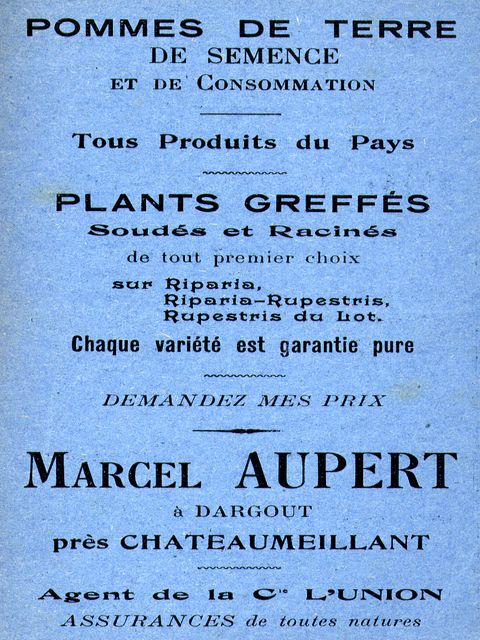 POMMES DE TERRE
DE SEMENCE
ET DE CONSOMMATION
Tous Produits du Pays
PLANTS GREFFÉS
Soudés et Racinés
de tout premier choix
sur Riparia,
Riparia-Rupestris,
Rupestris du Lot.
Chaque variété est garantie pure
DEMANDEZ MES PRIX
MARCEL AUPERT
à DARGOUT
près CHATEAUMEILLANT
Agent de la Cie L'UNION
ASSURANCES de toutes natures